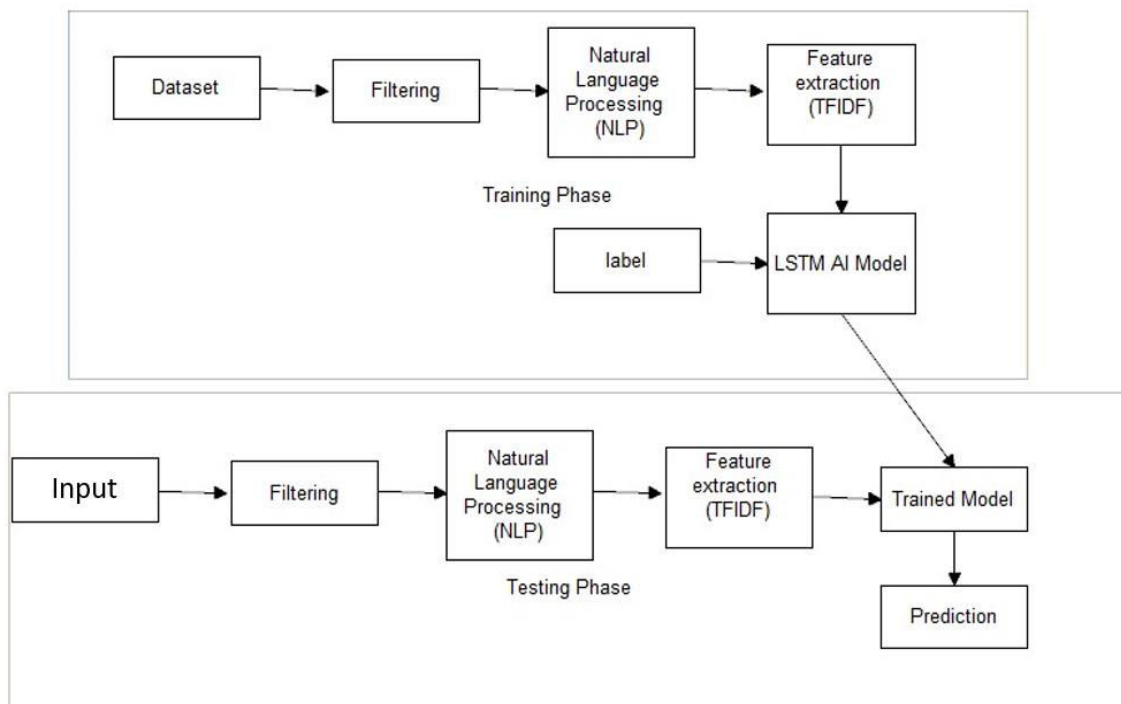 Dataset
Filtering
Natural
Language
Processing
(NLP)
Feature
extraction
(TFIDF)
Training Phase
label
LSTM AI Model
Input
Filtering
Natural
Language
Processing
(NLP)
Feature
extraction
(TFIDF)
Trained Model
Testing Phase
Prediction